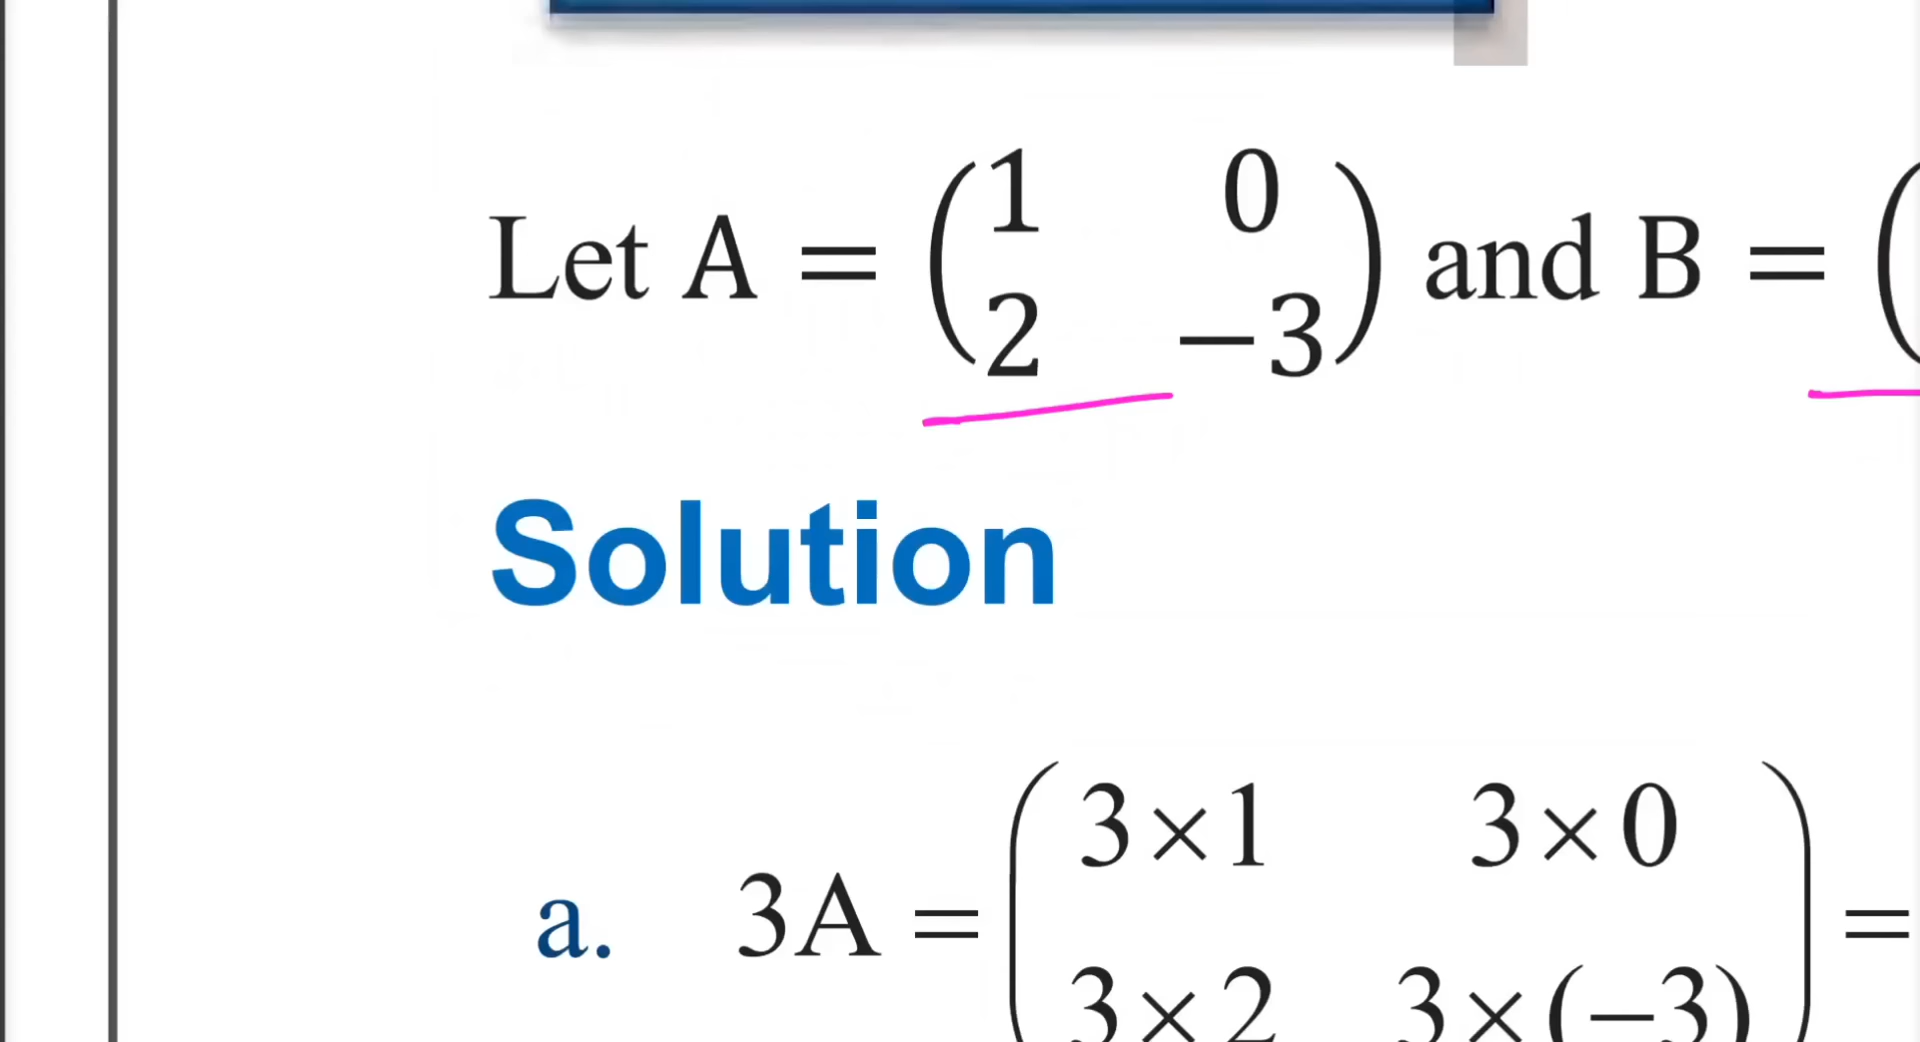 Let A = (1 0
2 −3) and B = (
Solution
a. 3A = (3×1 3×0
3×2 3×(−3)) =